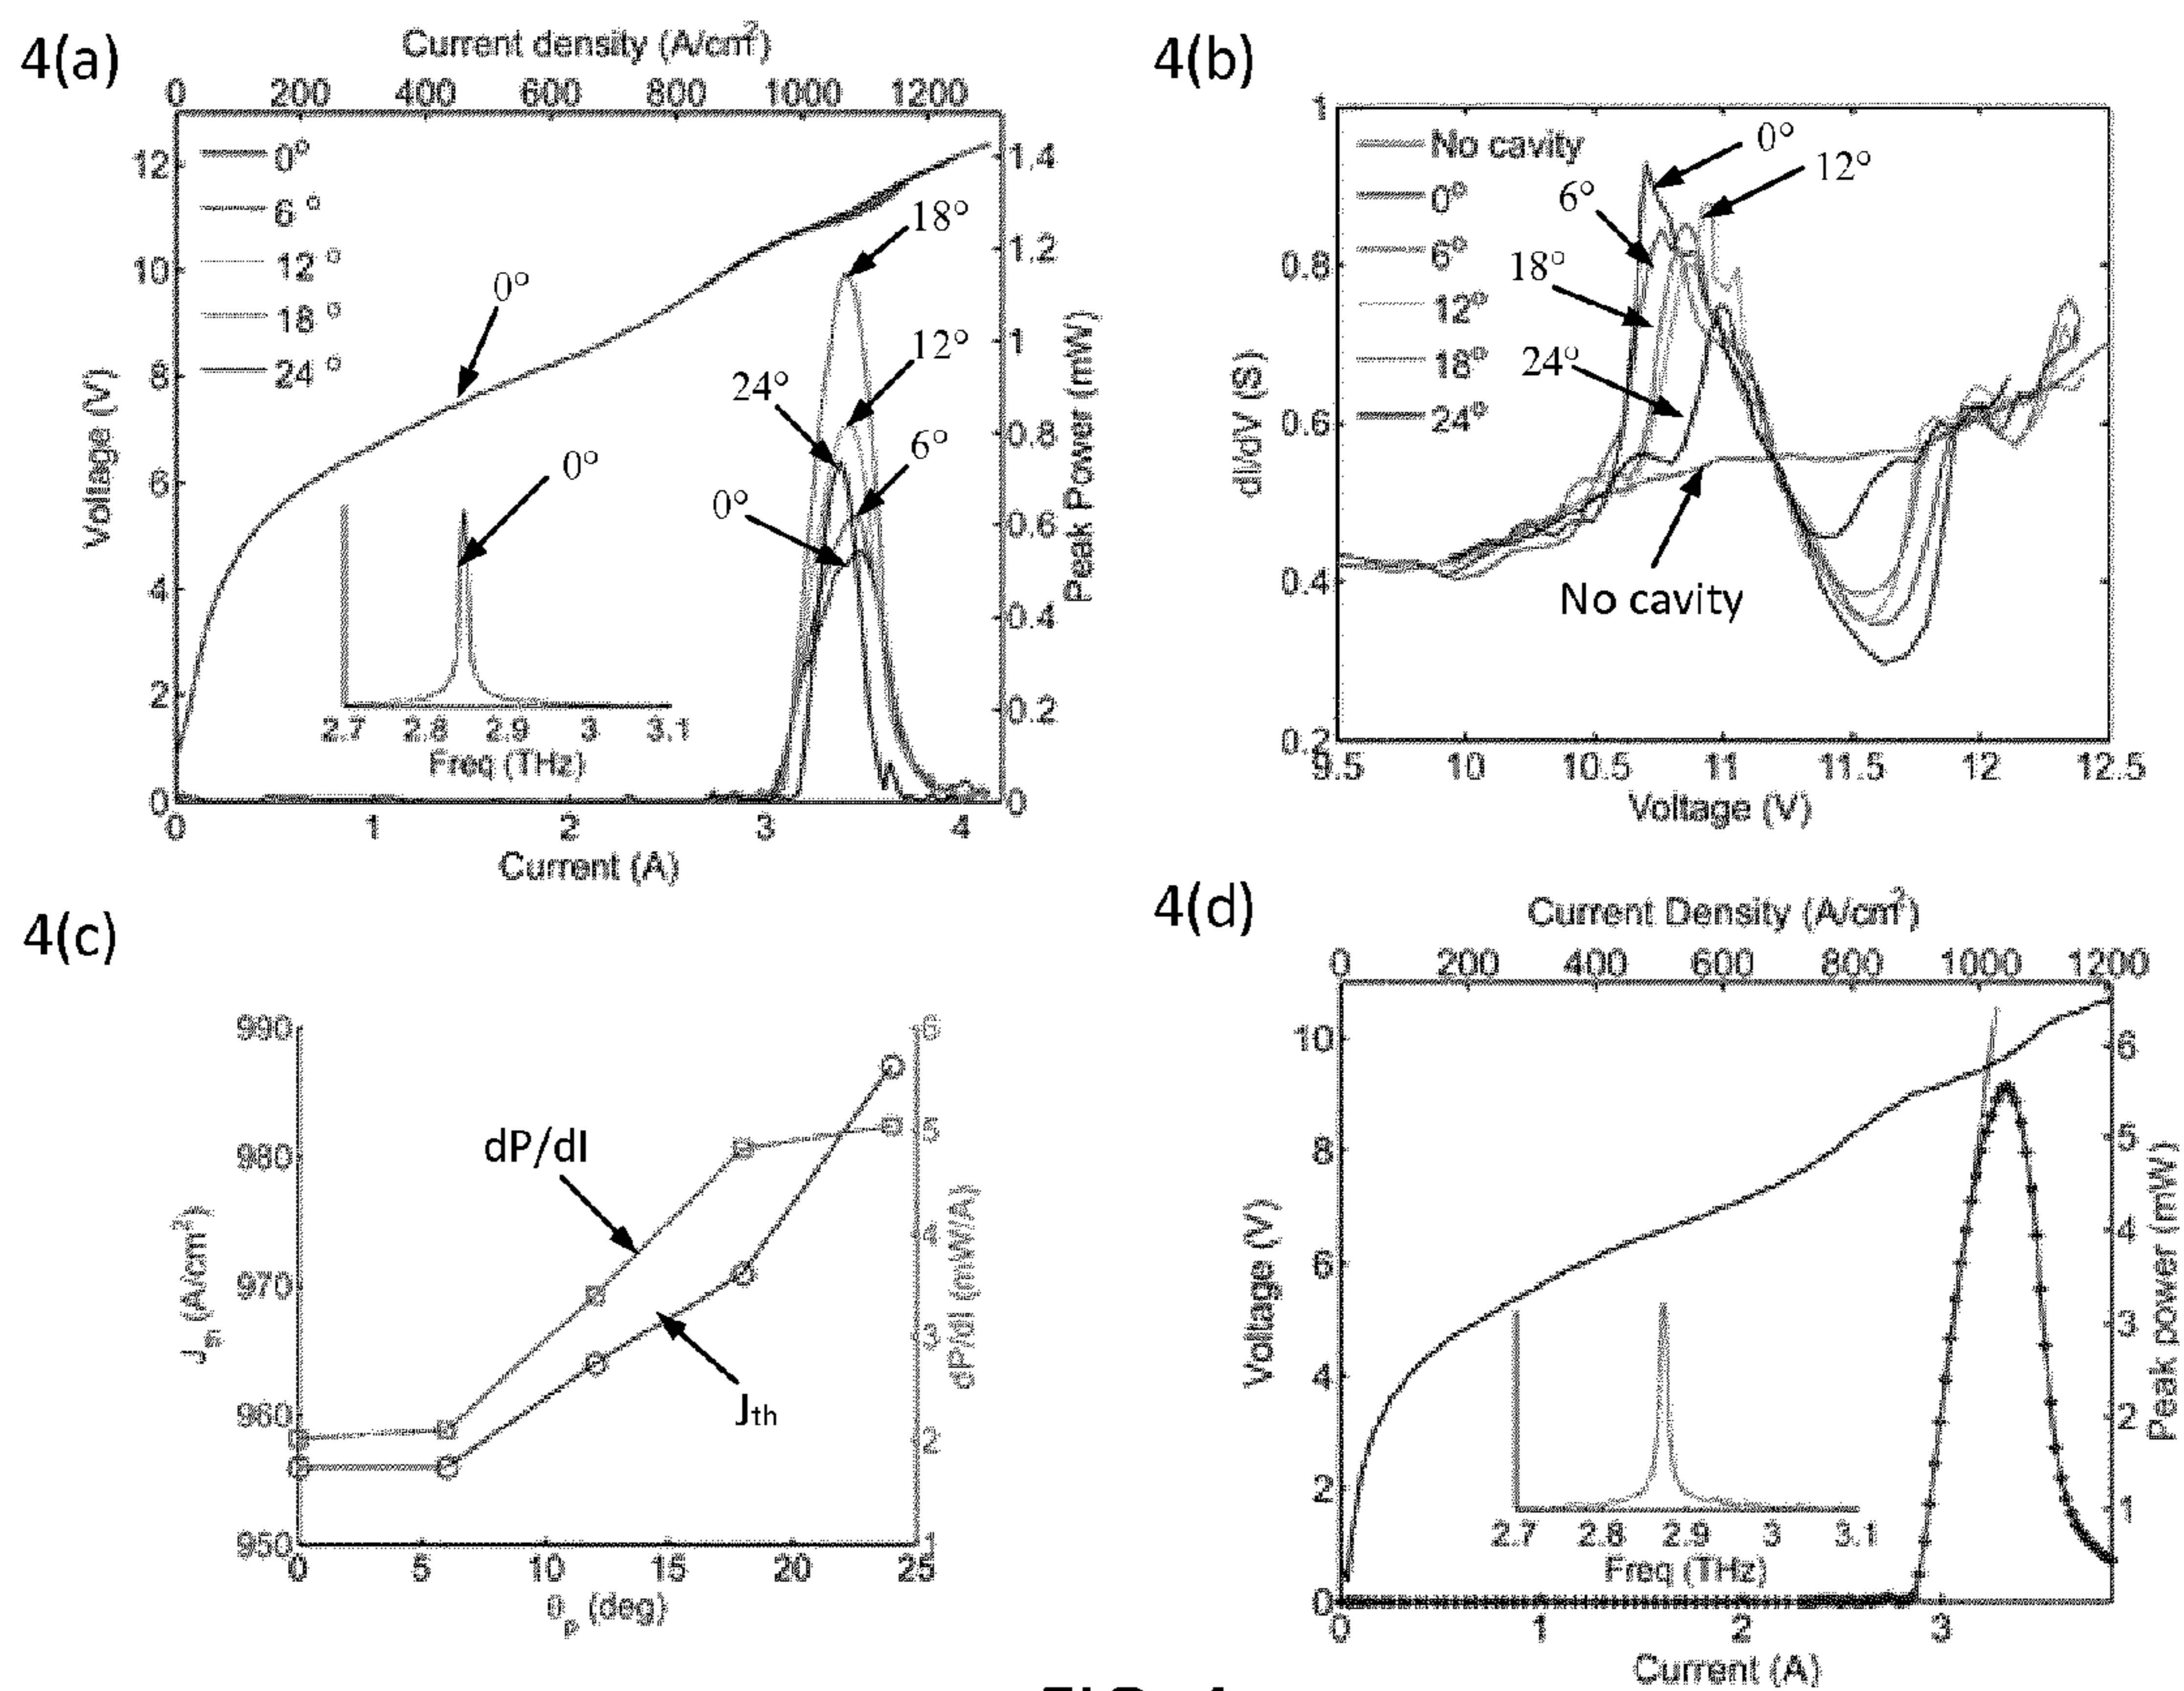 4(a)
Current density (A/cm²)
0 200 400 600 800 1000 1200
0°
6°
12°
18°
24°
12
10
8
6
4
2
0
Voltage (V)
1.4
1.2
1
0.8
0.6
0.4
0.2
0
Peak Power (mW)
0°
18°
12°
24°
6°
0°
0°
2.7 2.8 2.9 3 3.1
Freq (THz)
0 1 2 3 4
Current (A)
4(b)
1
0.8
0.6
0.4
0.2
dI/dV (S)
No cavity
0°
6°
12°
18°
24°
0°
12°
6°
18°
24°
No cavity
9.5 10 10.5 11 11.5 12 12.5
Voltage (V)
4(c)
990
980
970
960
950
Jth (A/cm²)
6
5
4
3
2
1
dP/dI (mW/A)
dP/dI
Jth
0 5 10 15 20 25
θp (deg)
4(d)
Current Density (A/cm²)
0 200 400 600 800 1000 1200
10
8
6
4
2
0
Voltage (V)
6
5
4
3
2
1
Peak power (mW)
2.7 2.8 2.9 3 3.1
Freq (THz)
0 1 2 3
Current (A)